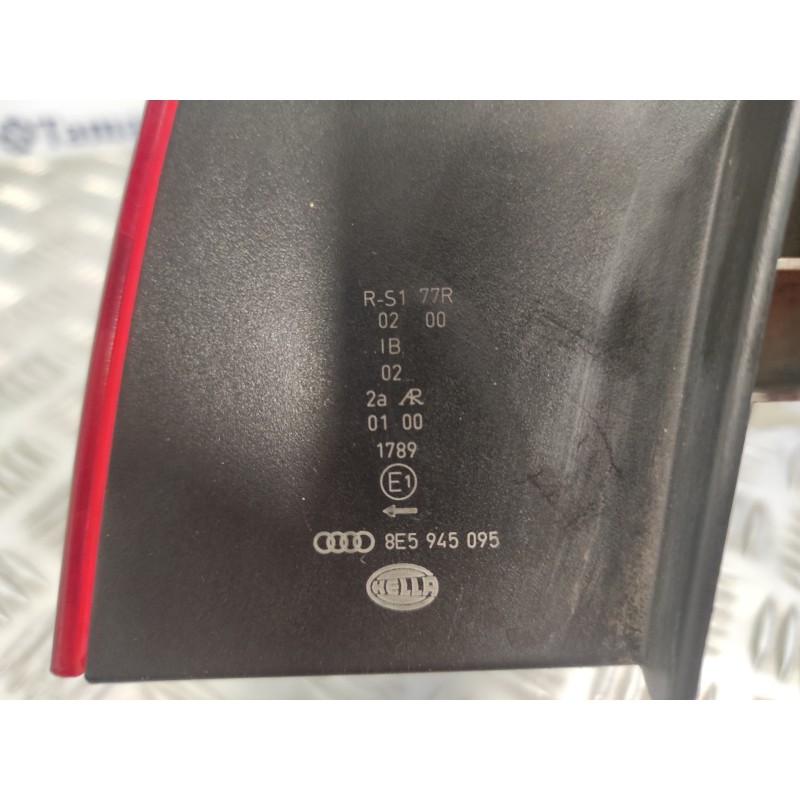 R-S1 77R
02 00
IB
02
2a AR
01 00
1789
E1
8E5 945 095
HELLA